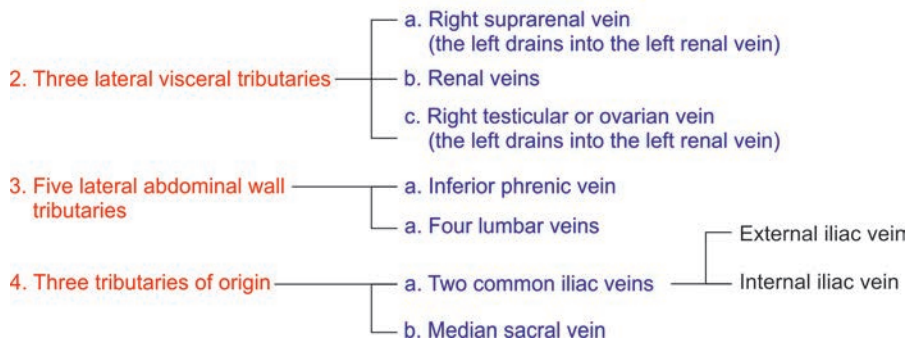 a. Right suprarenal vein
(the left drains into the left renal vein)
2. Three lateral visceral tributaries
b. Renal veins
c. Right testicular or ovarian vein
(the left drains into the left renal vein)
3. Five lateral abdominal wall
tributaries
a. Inferior phrenic vein
a. Four lumbar veins
4. Three tributaries of origin
a. Two common iliac veins
External iliac vein
Internal iliac vein
b. Median sacral vein